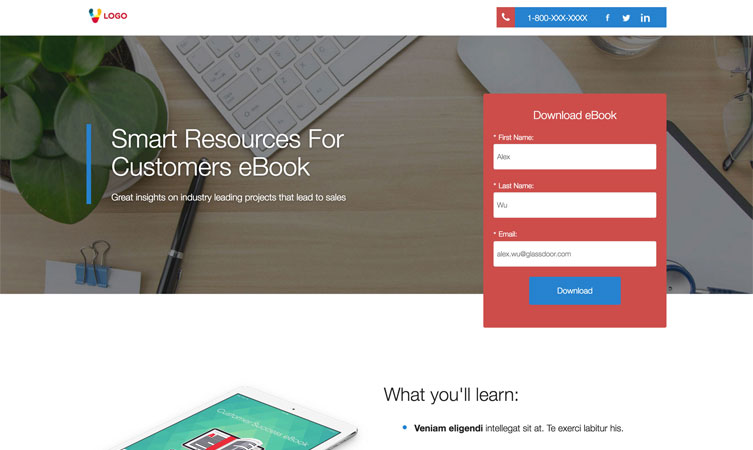 LOGO
1-800-XXX-XXXX
Smart Resources For
Customers eBook
Great insights on industry leading projects that lead to sales
Download eBook
* First Name:
Alex
* Last Name:
Wu
* Email:
alex.wu@glassdoor.com
Download
Customer Success eBook
What you'll learn:
Veniam eligendi intellegat sit at. Te exerci labitur his.